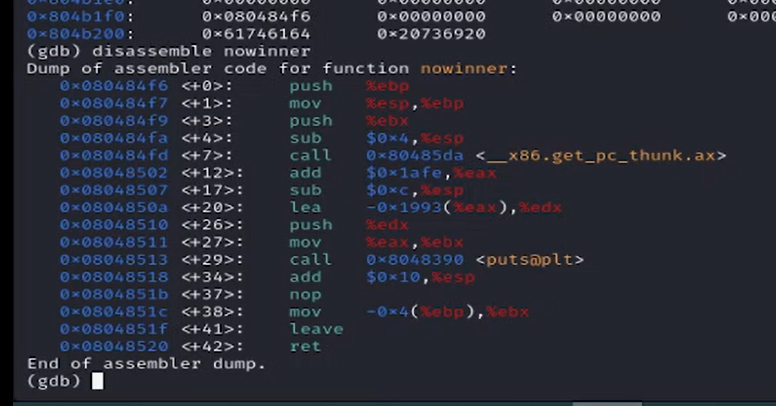 0x804b1f0: 0x080484f6 0x00000000 0x00000000 0x000
0x804b200: 0x61746164 0x20736920
(gdb) disassemble nowinner
Dump of assembler code for function nowinner:
0x080484f6 <+0>: push %ebp
0x080484f7 <+1>: mov %esp,%ebp
0x080484f9 <+3>: push %ebx
0x080484fa <+4>: sub $0x4,%esp
0x080484fd <+7>: call 0x80485da <__x86.get_pc_thunk.ax>
0x08048502 <+12>: add $0x1afe,%eax
0x08048507 <+17>: sub $0xc,%esp
0x0804850a <+20>: lea -0x1993(%eax),%edx
0x08048510 <+26>: push %edx
0x08048511 <+27>: mov %eax,%ebx
0x08048513 <+29>: call 0x8048390 <puts@plt>
0x08048518 <+34>: add $0x10,%esp
0x0804851b <+37>: nop
0x0804851c <+38>: mov -0x4(%ebp),%ebx
0x0804851f <+41>: leave
0x08048520 <+42>: ret
End of assembler dump.
(gdb)